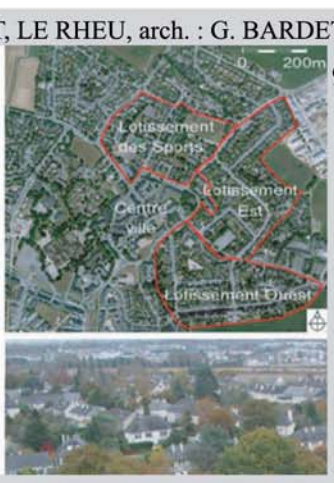 , LE RHEU, arch. : G. BARDET
0 200m
Lotissement
des Sports
Lotissement
Est
Centre
ville
Lotissement Ouest